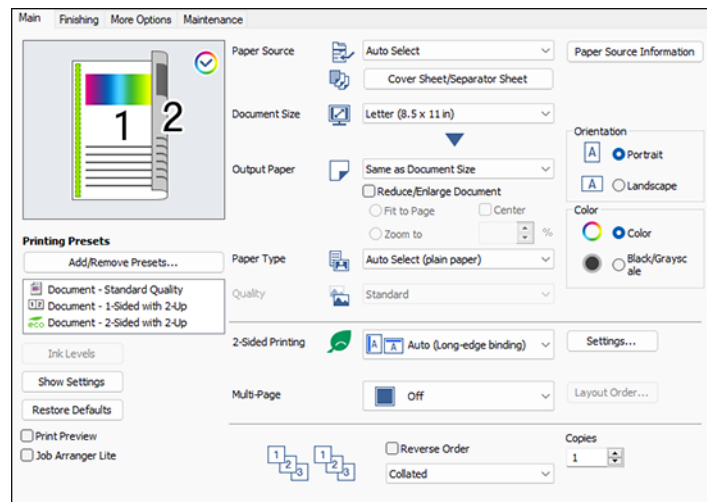 Main
Finishing
More Options
Maintenance
1
2
Printing Presets
Add/Remove Presets...
Document - Standard Quality
1 2 Document - 1-Sided with 2-Up
eco Document - 2-Sided with 2-Up
Ink Levels
Show Settings
Restore Defaults
Print Preview
Job Arranger Lite
Paper Source
Auto Select
Paper Source Information
Cover Sheet/Separator Sheet
Document Size
Letter (8.5 x 11 in)
Output Paper
Same as Document Size
Reduce/Enlarge Document
Fit to Page
Center
Zoom to
%
Orientation
A
Portrait
A
Landscape
Color
Color
Black/Graysc
ale
Paper Type
Auto Select (plain paper)
Quality
Standard
2-Sided Printing
A A Auto (Long-edge binding)
Settings...
Multi-Page
Off
Layout Order...
1 2 3
1 2 3
Reverse Order
Collated
Copies
1